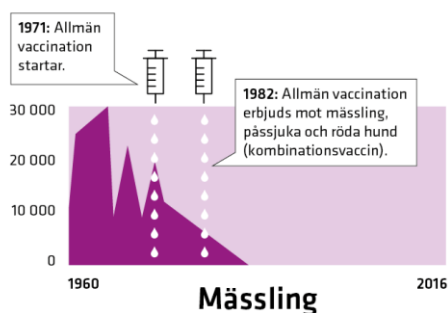 1971: Allmän
vaccination
startar.
1982: Allmän vaccination
erbjuds mot mässling,
påssjuka och röda hund
(kombinationsvaccin).
30 000
20 000
10 000
0
1960
2016
Mässling